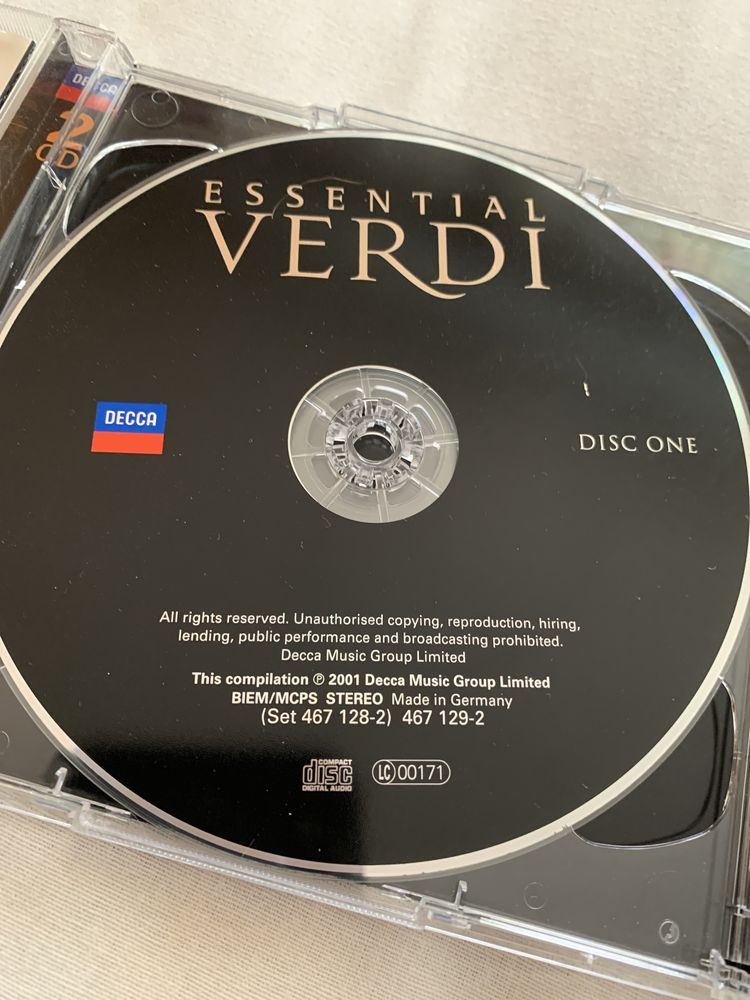 DECCA
2
CD
ESSENTIAL
VERDI
DECCA
DISC ONE
All rights reserved. Unauthorised copying, reproduction, hiring,
lending, public performance and broadcasting prohibited.
Decca Music Group Limited
This compilation ℗ 2001 Decca Music Group Limited
BIEM/MCPS STEREO Made in Germany
(Set 467 128-2) 467 129-2
COMPACT
disc
DIGITAL AUDIO
LC 00171